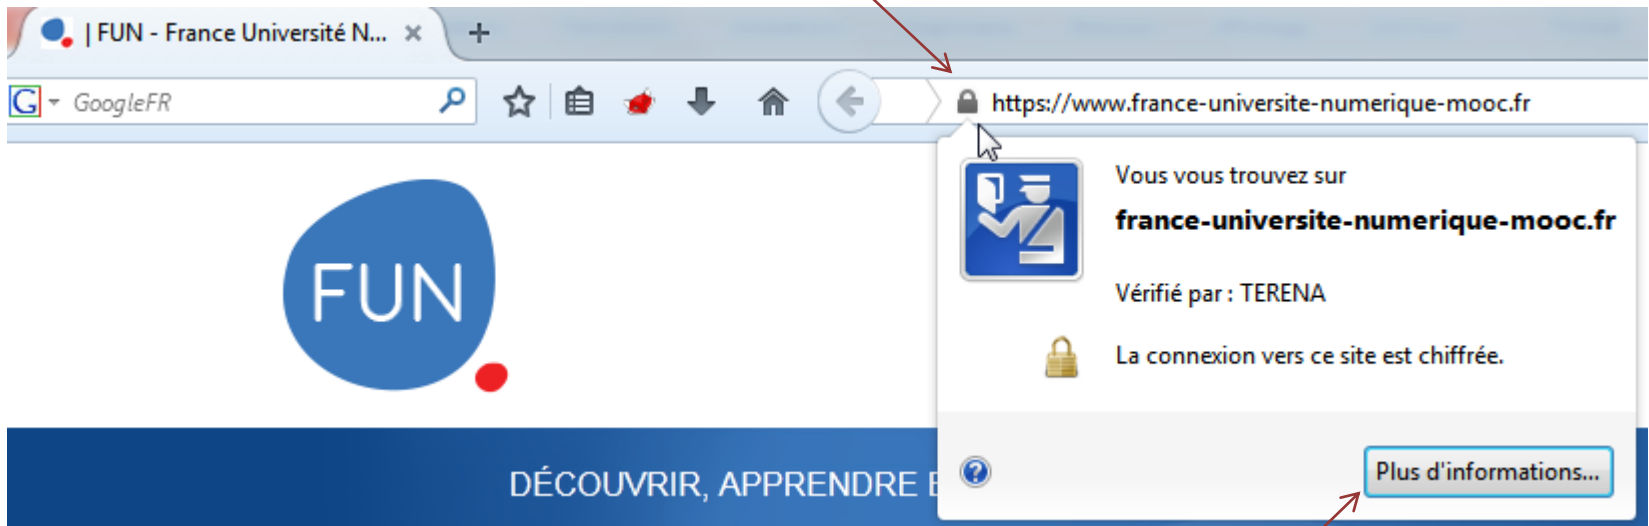 | FUN - France Université N...
GoogleFR
https://www.france-universite-numerique-mooc.fr
Vous vous trouvez sur
france-universite-numerique-mooc.fr
Vérifié par : TERENA
La connexion vers ce site est chiffrée.
Plus d'informations...
FUN
DÉCOUVRIR, APPRENDRE